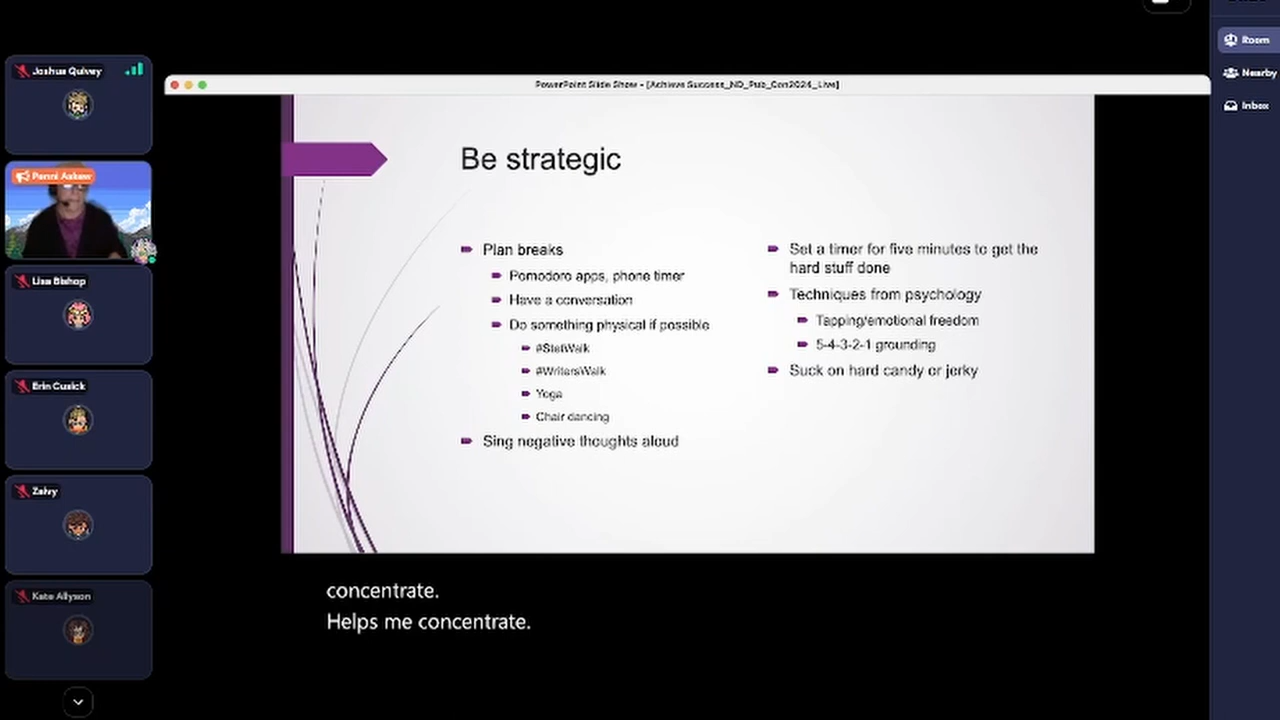 Room
Nearby
Inbox
Joshua Quivey
Penni Askew
Lisa Bishop
Erin Cusick
Zelvy
Kate Allyson
PowerPoint Slide Show - [Achieve Success_ND_Pub_Con2024_Live]
Be strategic
Plan breaks
Pomodoro apps, phone timer
Have a conversation
Do something physical if possible
#StetWalk
#WritersWalk
Yoga
Chair dancing
Sing negative thoughts aloud
Set a timer for five minutes to get the
hard stuff done
Techniques from psychology
Tapping/emotional freedom
5-4-3-2-1 grounding
Suck on hard candy or jerky
concentrate.
Helps me concentrate.